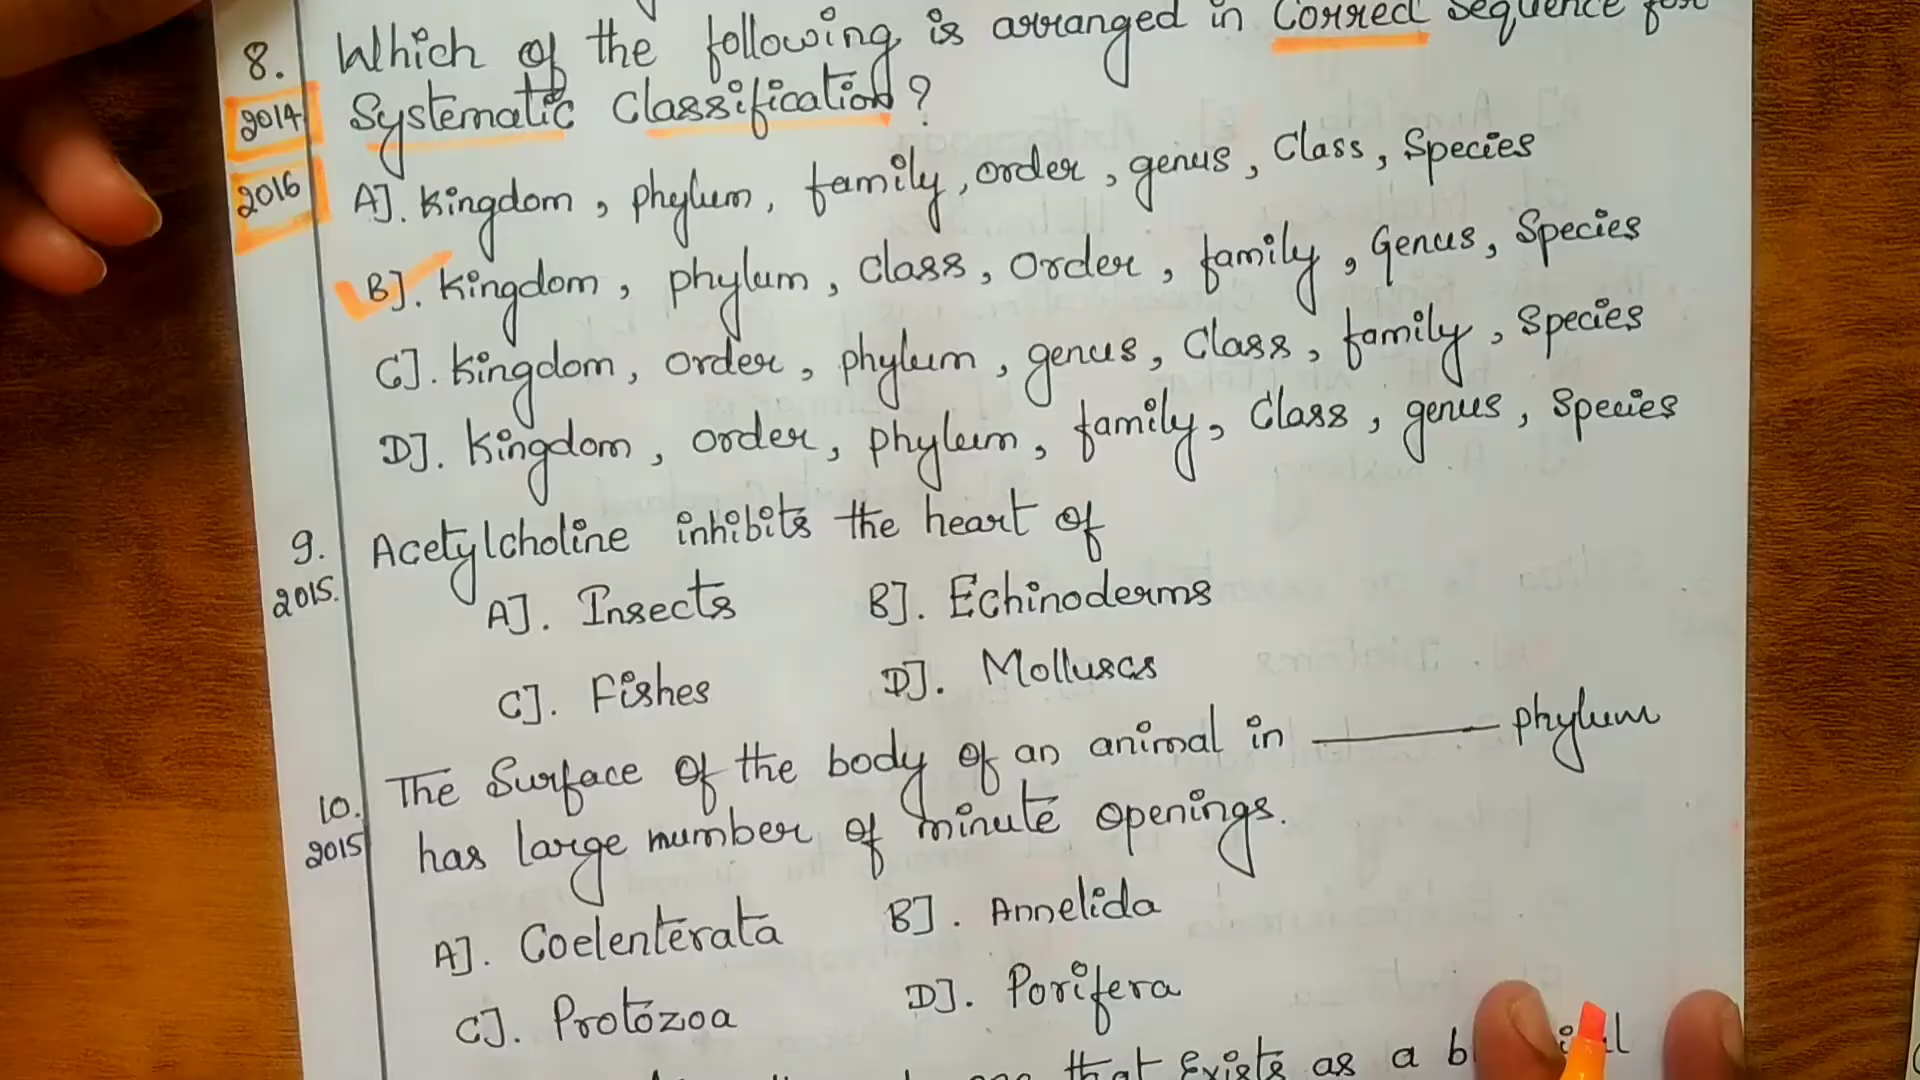 8. Which of the following is arranged in Correct Sequence for
2014 Systematic Classification?
2016 A]. Kingdom, phylum, family, order, genus, Class, Species
B]. Kingdom, phylum, Class, Order, family, Genus, Species
C]. Kingdom, order, phylum, genus, Class, family, Species
D]. Kingdom, order, phylum, family, Class, genus, Species
9. Acetylcholine inhibits the heart of
2015. A]. Insects B]. Echinoderms
C]. Fishes D]. Molluscs
10. The Surface of the body of an animal in ______ phylum
2015 has large number of minute openings.
A]. Coelenterata B]. Annelida
C]. Protozoa D]. Porifera
that Exists as a